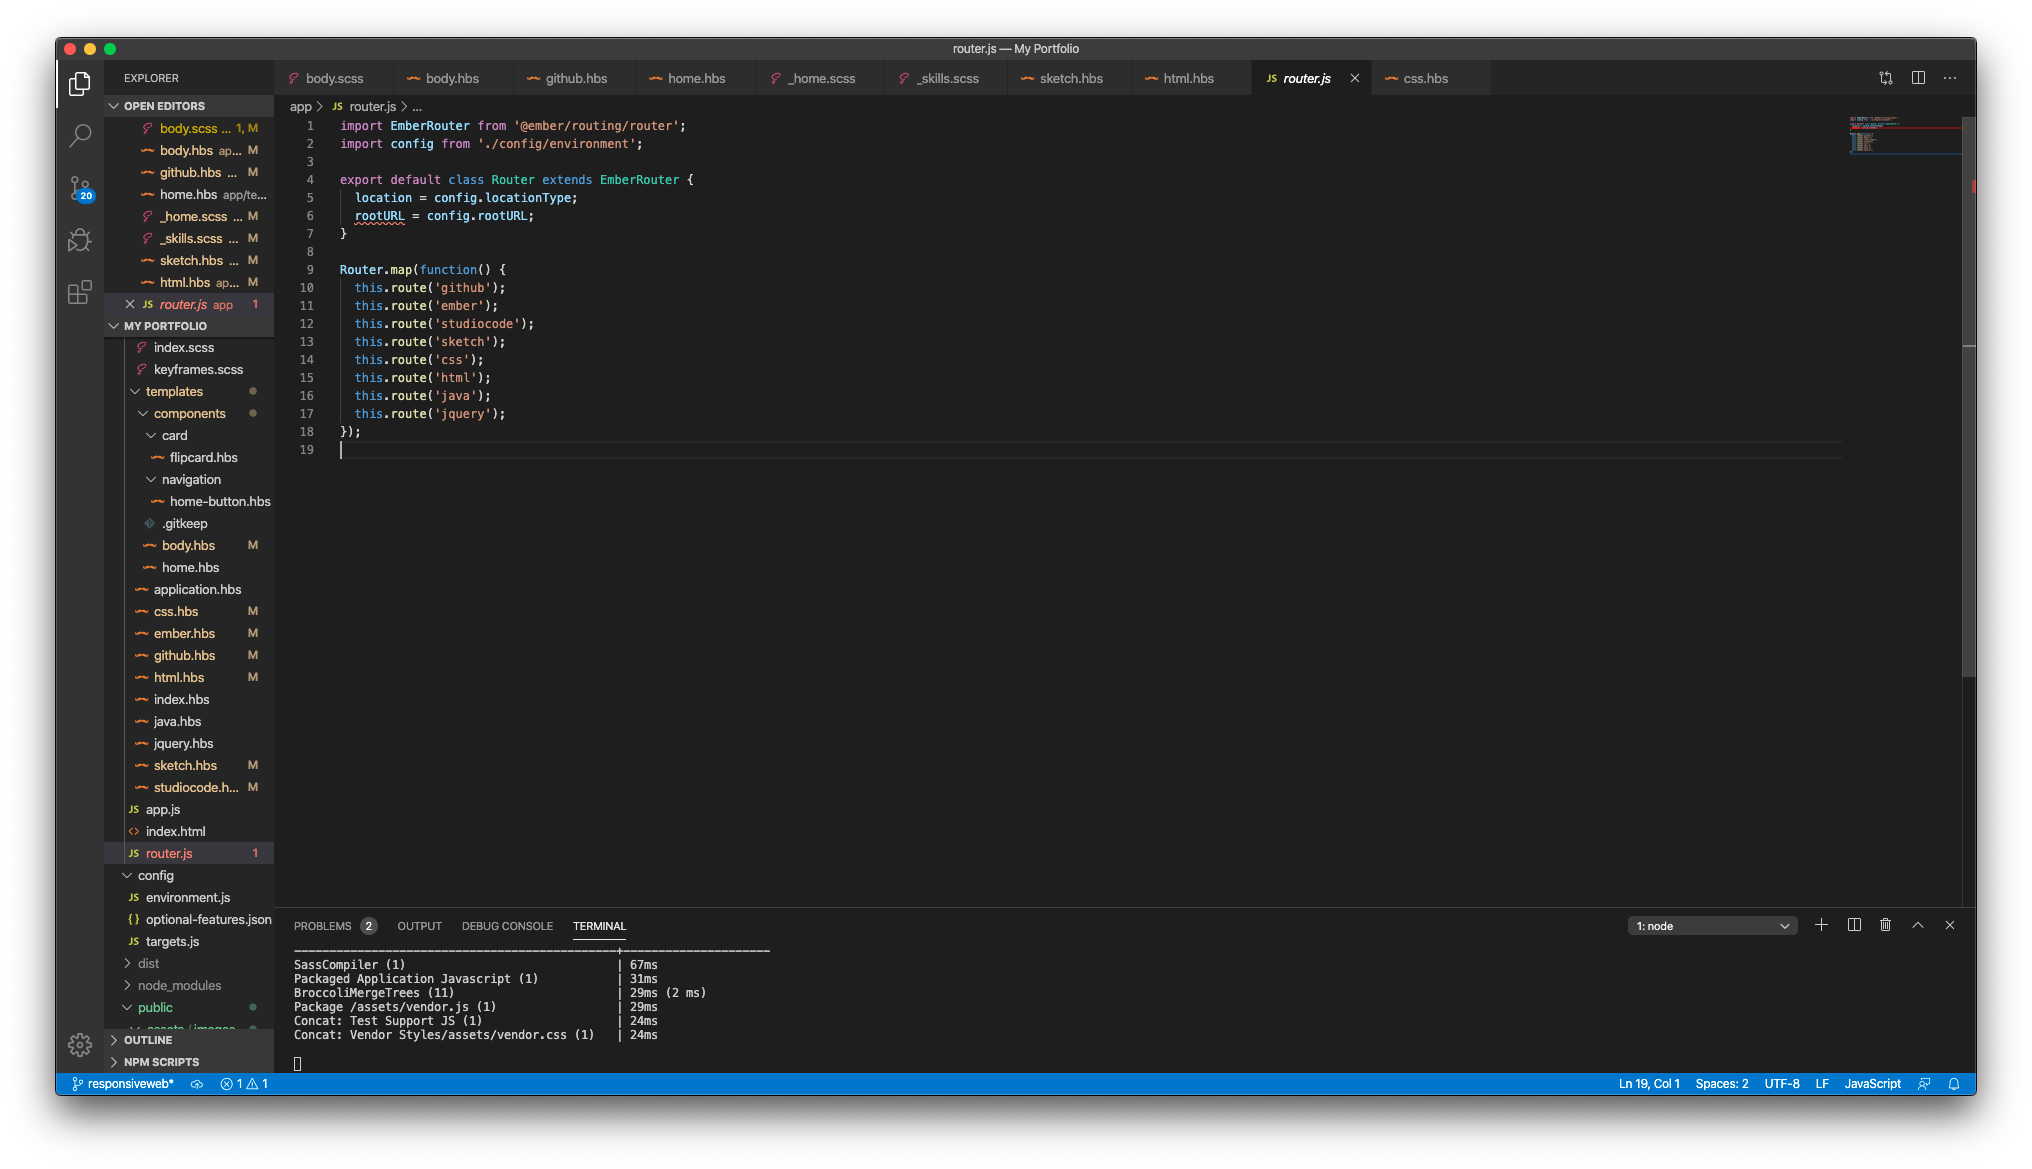 router.js — My Portfolio
EXPLORER
OPEN EDITORS
body.scss ... 1, M
body.hbs ap... M
github.hbs ... M
home.hbs app/te...
_home.scss ... M
_skills.scss ... M
sketch.hbs ... M
html.hbs ap... M
JS router.js app 1
MY PORTFOLIO
index.scss
keyframes.scss
templates
components
card
flipcard.hbs
navigation
home-button.hbs
.gitkeep
body.hbs M
home.hbs
application.hbs
css.hbs M
ember.hbs M
github.hbs M
html.hbs M
index.hbs
java.hbs
jquery.hbs
sketch.hbs M
studiocode.h... M
JS app.js
<> index.html
JS router.js 1
config
JS environment.js
{} optional-features.json
JS targets.js
dist
node_modules
public
assets / images
OUTLINE
NPM SCRIPTS
20
body.scss body.hbs github.hbs home.hbs _home.scss _skills.scss sketch.hbs html.hbs JS router.js css.hbs
app > JS router.js > ...
1 import EmberRouter from '@ember/routing/router';
2 import config from './config/environment';
3
4 export default class Router extends EmberRouter {
5 location = config.locationType;
6 rootURL = config.rootURL;
7 }
8
9 Router.map(function() {
10 this.route('github');
11 this.route('ember');
12 this.route('studiocode');
13 this.route('sketch');
14 this.route('css');
15 this.route('html');
16 this.route('java');
17 this.route('jquery');
18 });
19
PROBLEMS 2 OUTPUT DEBUG CONSOLE TERMINAL 1: node
SassCompiler (1) | 67ms
Packaged Application Javascript (1) | 31ms
BroccoliMergeTrees (11) | 29ms (2 ms)
Package /assets/vendor.js (1) | 29ms
Concat: Test Support JS (1) | 24ms
Concat: Vendor Styles/assets/vendor.css (1) | 24ms
responsiveweb* 1 1 Ln 19, Col 1 Spaces: 2 UTF-8 LF JavaScript